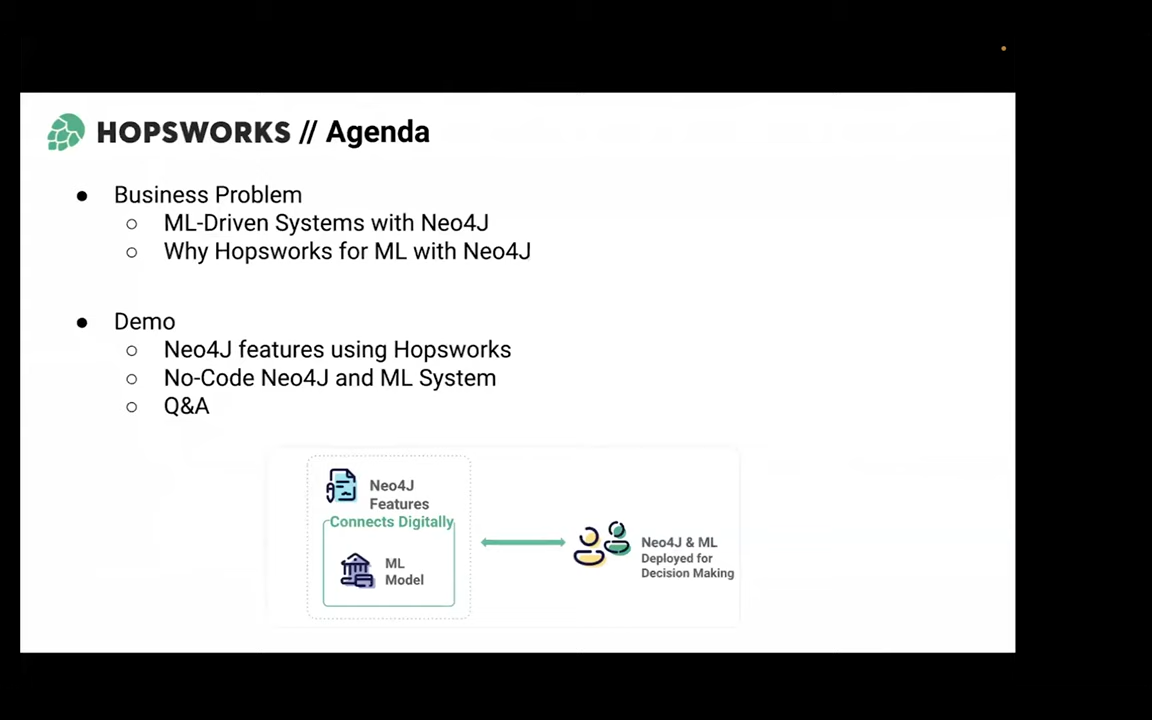 HOPSWORKS // Agenda
● Business Problem
○ ML-Driven Systems with Neo4J
○ Why Hopsworks for ML with Neo4J
● Demo
○ Neo4J features using Hopsworks
○ No-Code Neo4J and ML System
○ Q&A
Neo4J
Features
Connects Digitally
ML
Model
Neo4J & ML
Deployed for
Decision Making